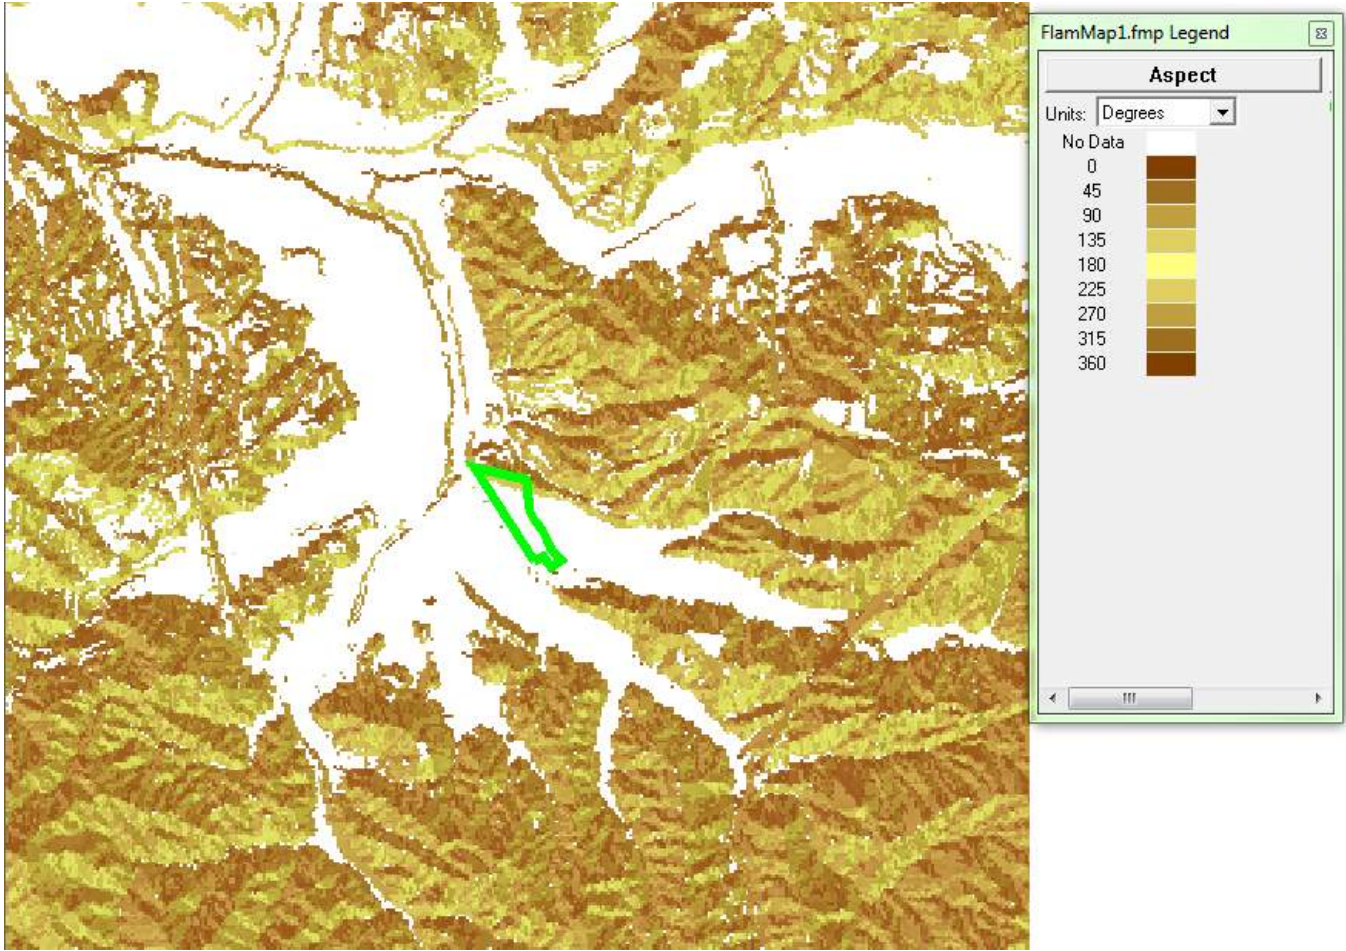 FlamMap1.fmp Legend
Aspect
Units: Degrees
No Data
0
45
90
135
180
225
270
315
360